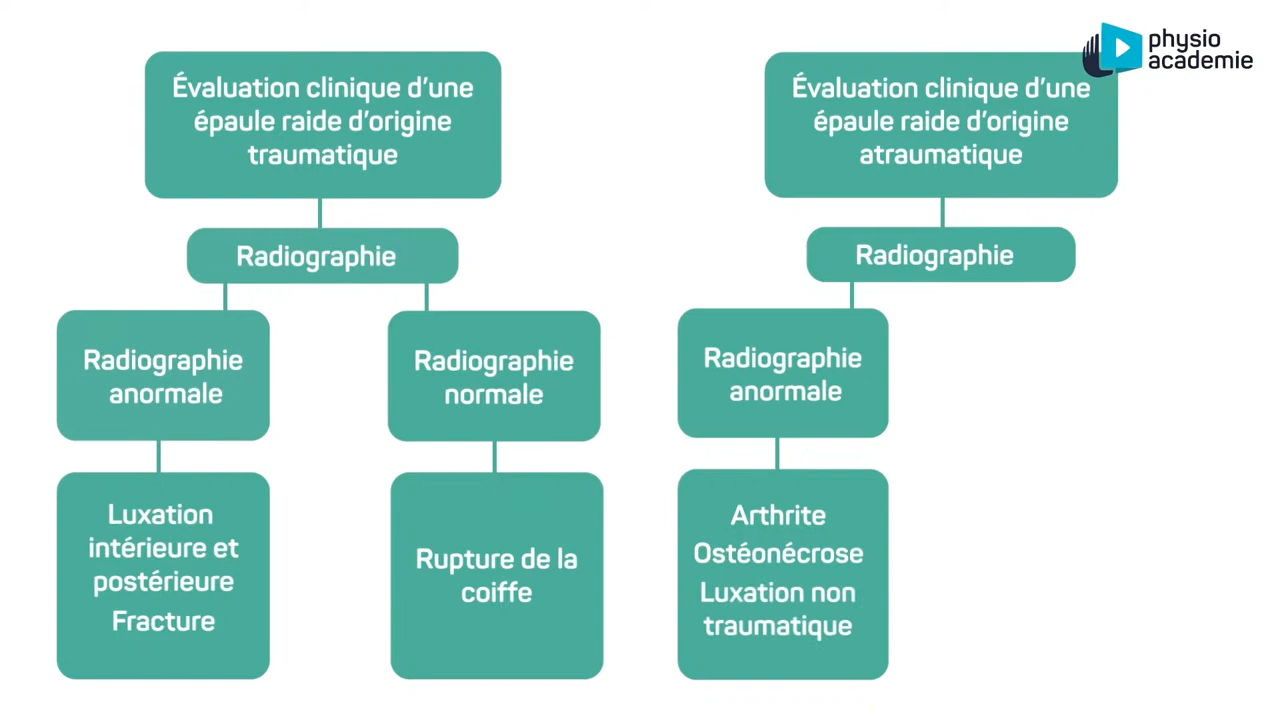 physio
academie
Évaluation clinique d'une
épaule raide d'origine
traumatique
Radiographie
Radiographie
anormale
Luxation
intérieure et
postérieure
Fracture
Radiographie
normale
Rupture de la
coiffe
Évaluation clinique d'une
épaule raide d'origine
atraumatique
Radiographie
Radiographie
anormale
Arthrite
Ostéonécrose
Luxation non
traumatique